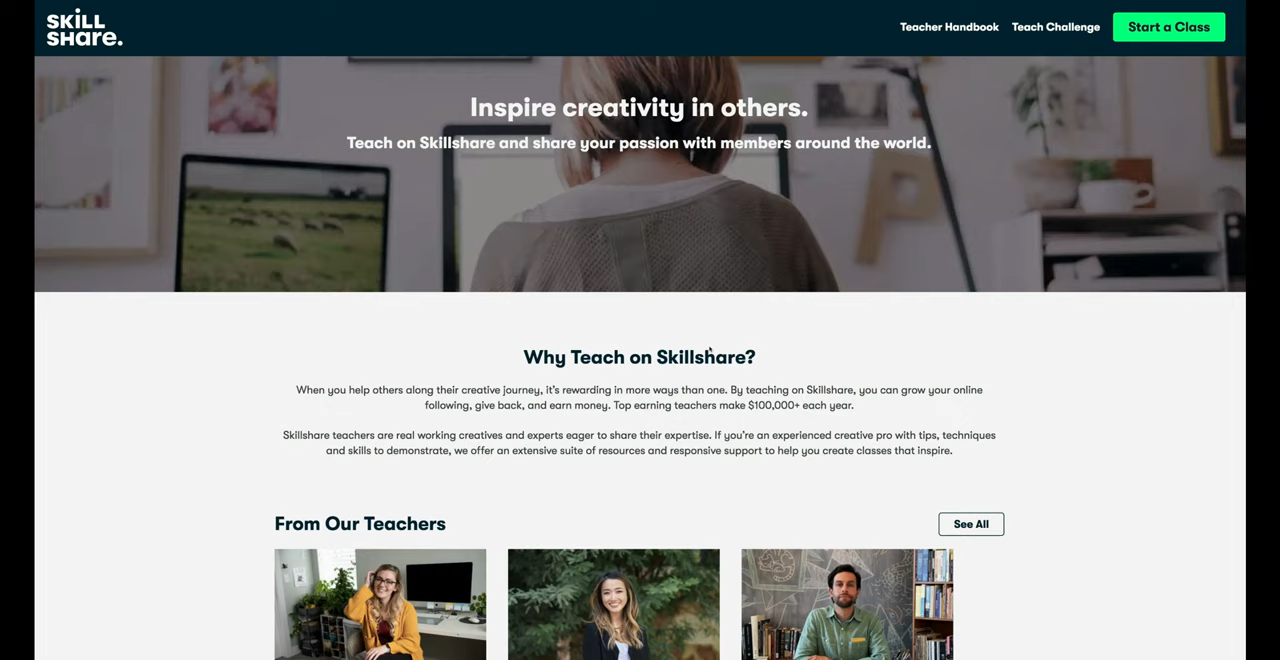 SKILL
SHare.
Teacher Handbook
Teach Challenge
Start a Class
Inspire creativity in others.
Teach on Skillshare and share your passion with members around the world.
Why Teach on Skillshare?
When you help others along their creative journey, it's rewarding in more ways than one. By teaching on Skillshare, you can grow your online
following, give back, and earn money. Top earning teachers make $100,000+ each year.
Skillshare teachers are real working creatives and experts eager to share their expertise. If you're an experienced creative pro with tips, techniques
and skills to demonstrate, we offer an extensive suite of resources and responsive support to help you create classes that inspire.
From Our Teachers
See All